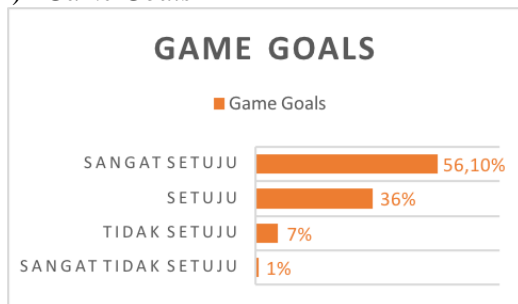 GAME GOALS
Game Goals
SANGAT SETUJU 56,10%
SETUJU 36%
TIDAK SETUJU 7%
SANGAT TIDAK SETUJU 1%